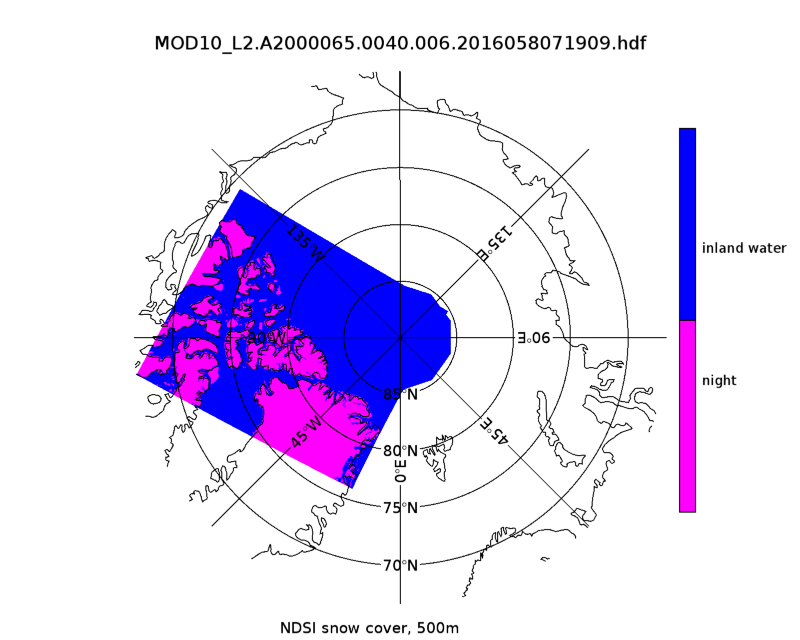 MOD10_L2.A2000065.0040.006.2016058071909.hdf
135°W
135°E
inland water
90°W
90°E
night
85°N
45°W
45°E
80°N
0°E
75°N
70°N
NDSI snow cover, 500m